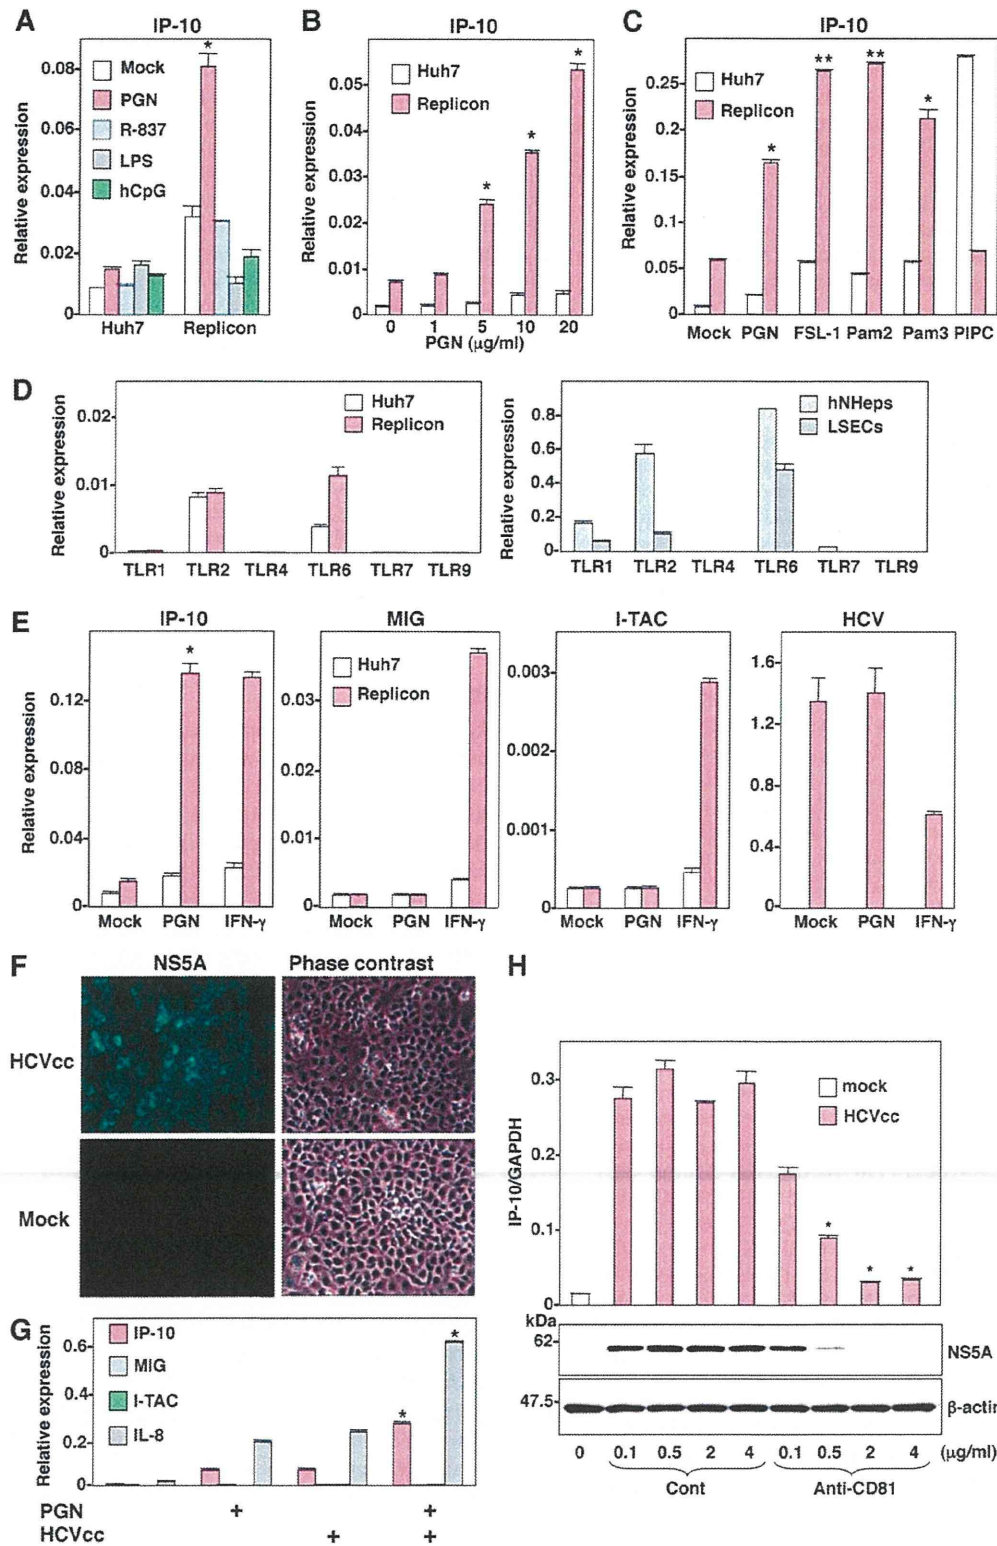 A
IP-10
Relative expression
0.08
0.06
0.04
0.02
0
*
Mock
PGN
R-837
LPS
hCpG
Huh7 Replicon
B
IP-10
Relative expression
0.05
0.04
0.03
0.02
0.01
0
Huh7
Replicon
* * *
0 1 5 10 20
PGN (µg/ml)
C
IP-10
Relative expression
0.25
0.2
0.15
0.1
0.05
0
Huh7
Replicon
* ** ** *
Mock PGN FSL-1 Pam2 Pam3 PIPC
D
Relative expression
0.02
0.01
0
Huh7
Replicon
TLR1 TLR2 TLR4 TLR6 TLR7 TLR9
Relative expression
0.8
0.6
0.4
0.2
0
hNHeps
LSECs
TLR1 TLR2 TLR4 TLR6 TLR7 TLR9
E
IP-10
Relative expression
0.12
0.08
0.04
0
*
Mock PGN IFN-γ
MIG
0.03
0.02
0.01
0
Huh7
Replicon
Mock PGN IFN-γ
I-TAC
0.003
0.002
0.001
0
Mock PGN IFN-γ
HCV
1.6
1.2
0.8
0.4
0
Mock PGN IFN-γ
F
NS5A Phase contrast
HCVcc
Mock
G
Relative expression
0.6
0.4
0.2
0
IP-10
MIG
I-TAC
IL-8
* *
PGN + +
HCVcc + +
H
IP-10/GAPDH
0.3
0.2
0.1
0
mock
HCVcc
* * *
kDa
62
NS5A
47.5
β-actin
0 0.1 0.5 2 4 0.1 0.5 2 4 (µg/ml)
Cont Anti-CD81